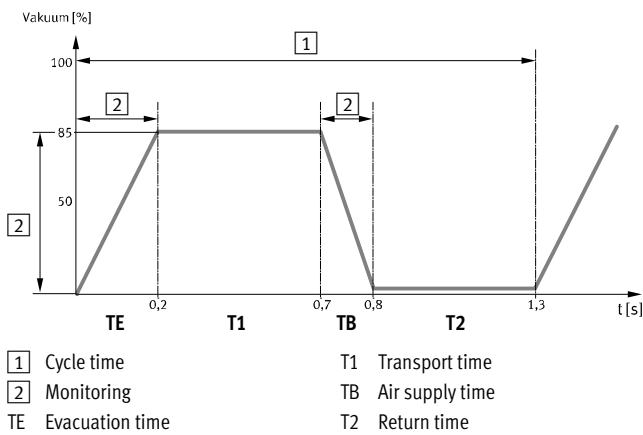 Vakuum [%]
1
100
2
2
85
50
2
0,2
0,7
0,8
1,3
t [s]
TE
T1
TB
T2
1 Cycle time
T1 Transport time
2 Monitoring
TB Air supply time
TE Evacuation time
T2 Return time